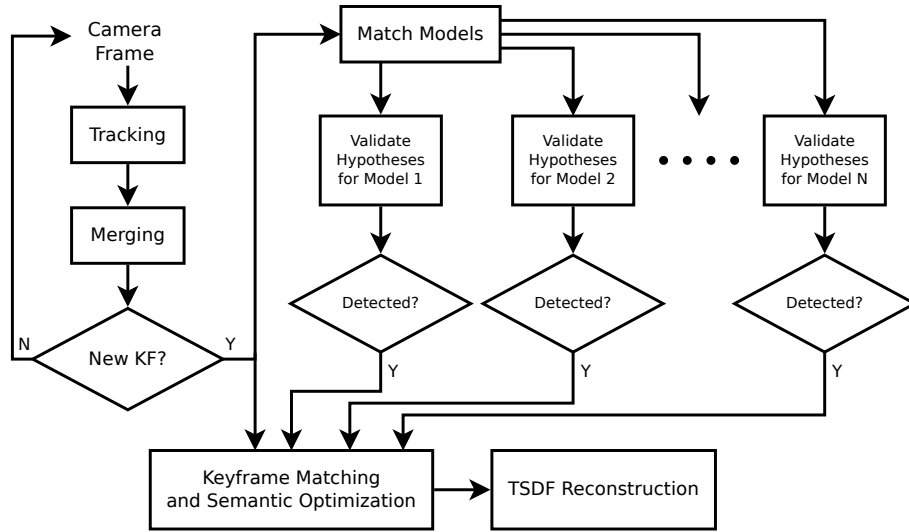 Camera
Frame
Tracking
Merging
New KF?
N
Y
Match Models
Validate
Hypotheses
for Model 1
Validate
Hypotheses
for Model 2
Validate
Hypotheses
for Model N
Detected?
Detected?
Detected?
Y
Y
Y
Keyframe Matching
and Semantic Optimization
TSDF Reconstruction